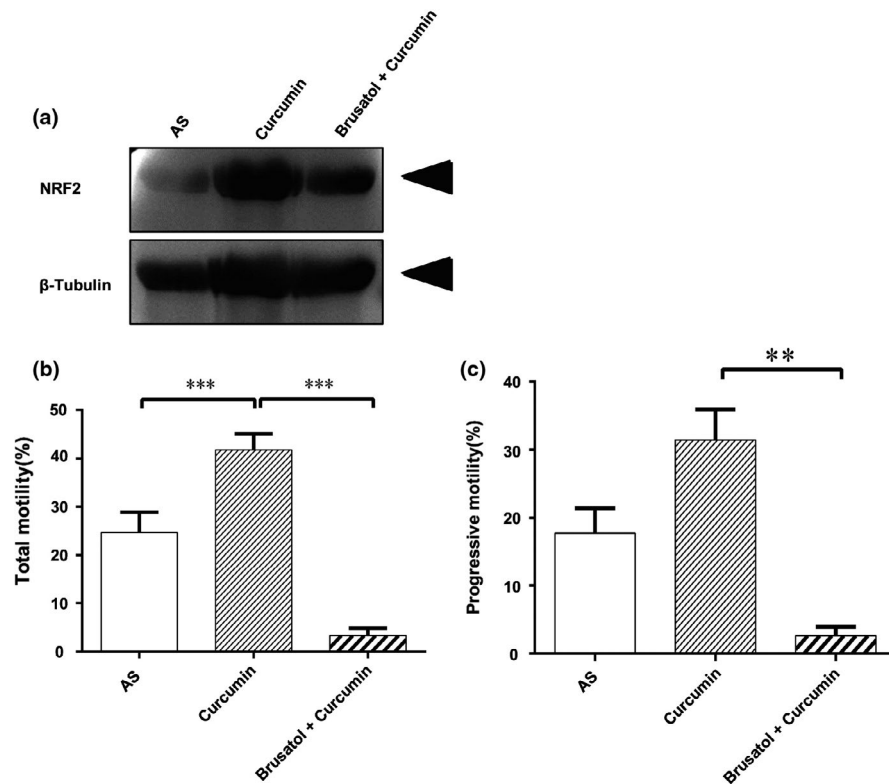 (a)
AS
Curcumin
Brusatol + Curcumin
NRF2
β-Tubulin
(b)
***
***
Total motility(%)
50
40
30
20
10
0
AS
Curcumin
Brusatol + Curcumin
(c)
**
Progressive motility(%)
40
30
20
10
0
AS
Curcumin
Brusatol + Curcumin